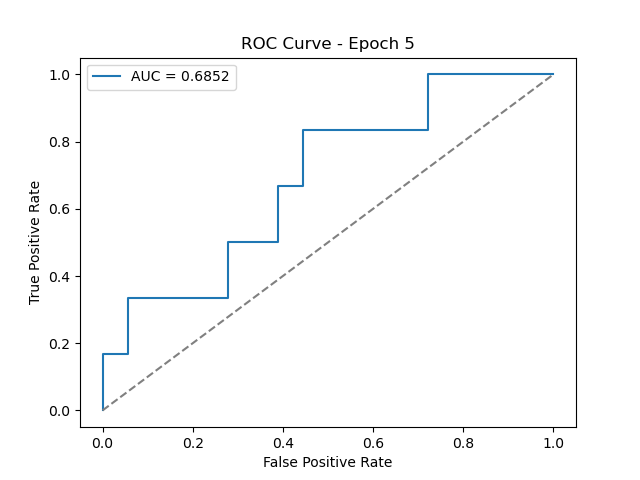 ROC Curve - Epoch 5
AUC = 0.6852
True Positive Rate
1.0
0.8
0.6
0.4
0.2
0.0
0.0 0.2 0.4 0.6 0.8 1.0
False Positive Rate